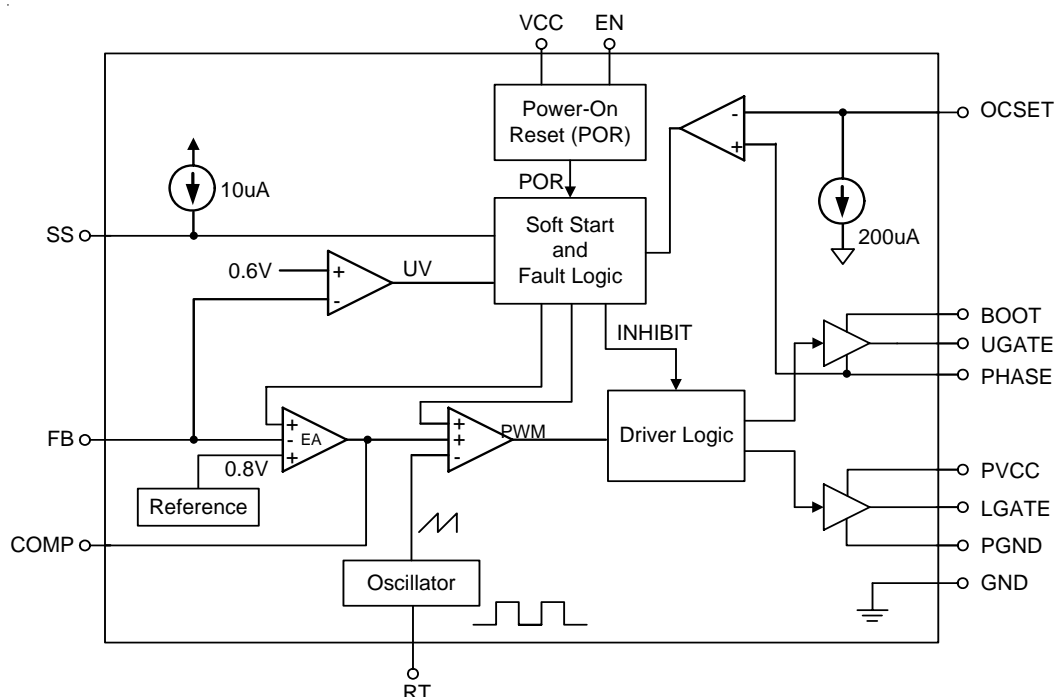 VCC EN
Power-On
Reset (POR)
-
+
OCSET
POR
10uA
SS
Soft Start
and
Fault Logic
200uA
0.6V
+
-
UV
BOOT
INHIBIT
UGATE
PHASE
FB
+
-
+
EA
0.8V
+
+
-
PWM
Driver Logic
Reference
PVCC
LGATE
COMP
PGND
Oscillator
GND
RT